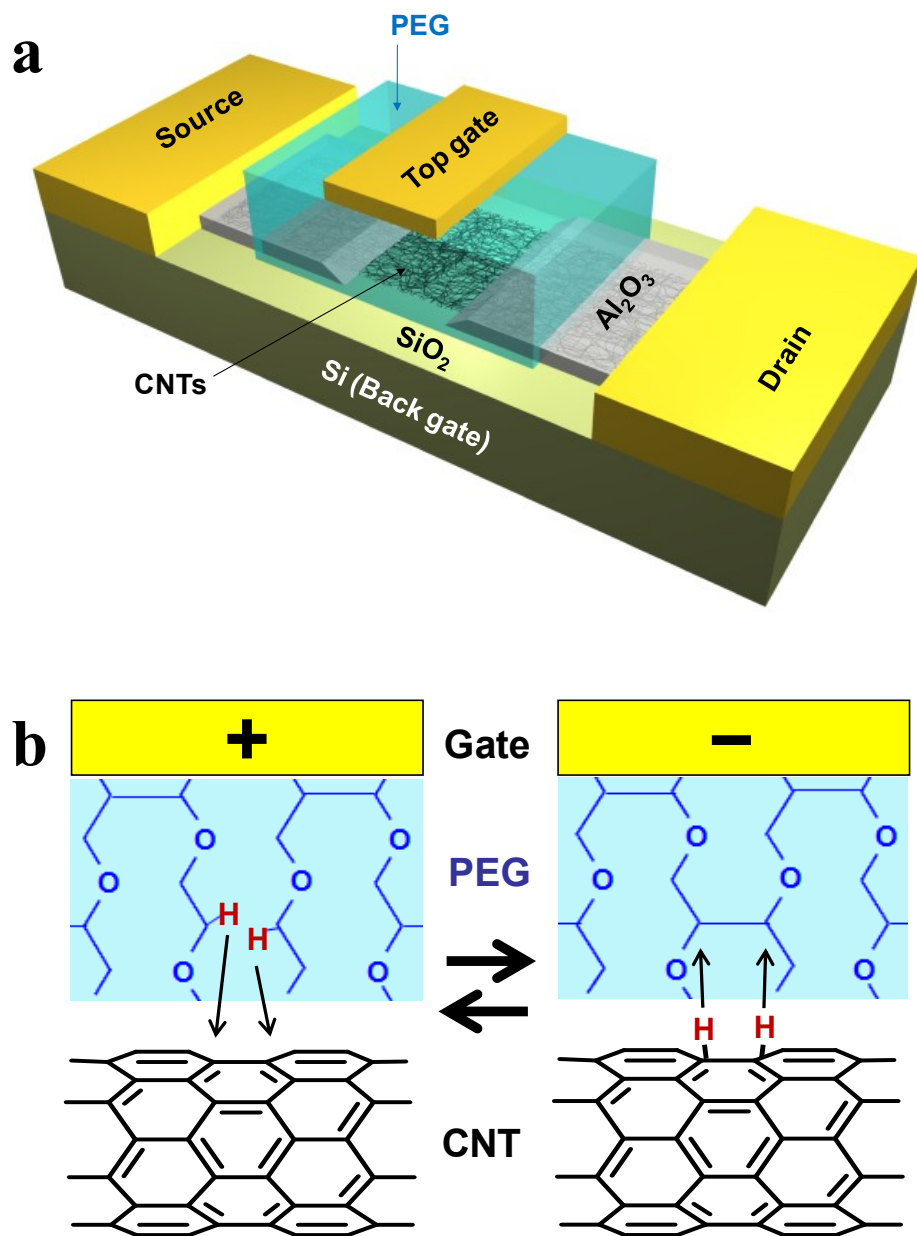 a
PEG
Source
Top gate
Al₂O₃
SiO₂
CNTs
Si (Back gate)
Drain
b
+
Gate
−
O
O
O
O
O
O
O
O
O
O
PEG
O
O
H
H
O
O
O
O
H
H
CNT